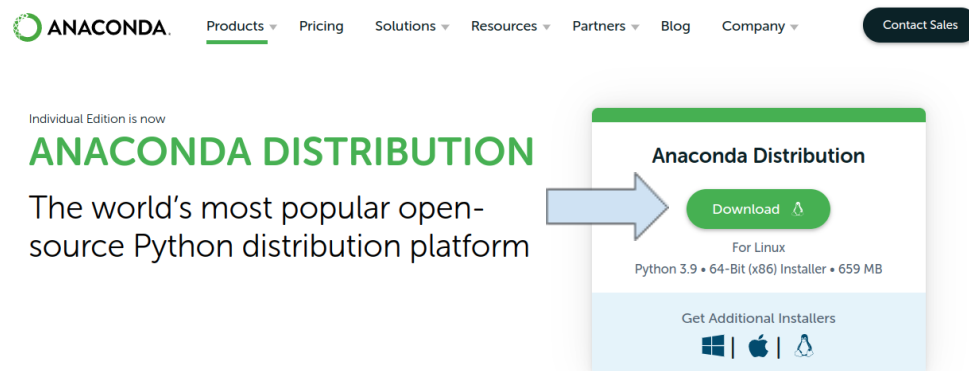 ANACONDA.
Products Pricing Solutions Resources Partners Blog Company Contact Sales
Individual Edition is now
ANACONDA DISTRIBUTION
The world's most popular open-
source Python distribution platform
Anaconda Distribution
Download
For Linux
Python 3.9 • 64-Bit (x86) Installer • 659 MB
Get Additional Installers
| |